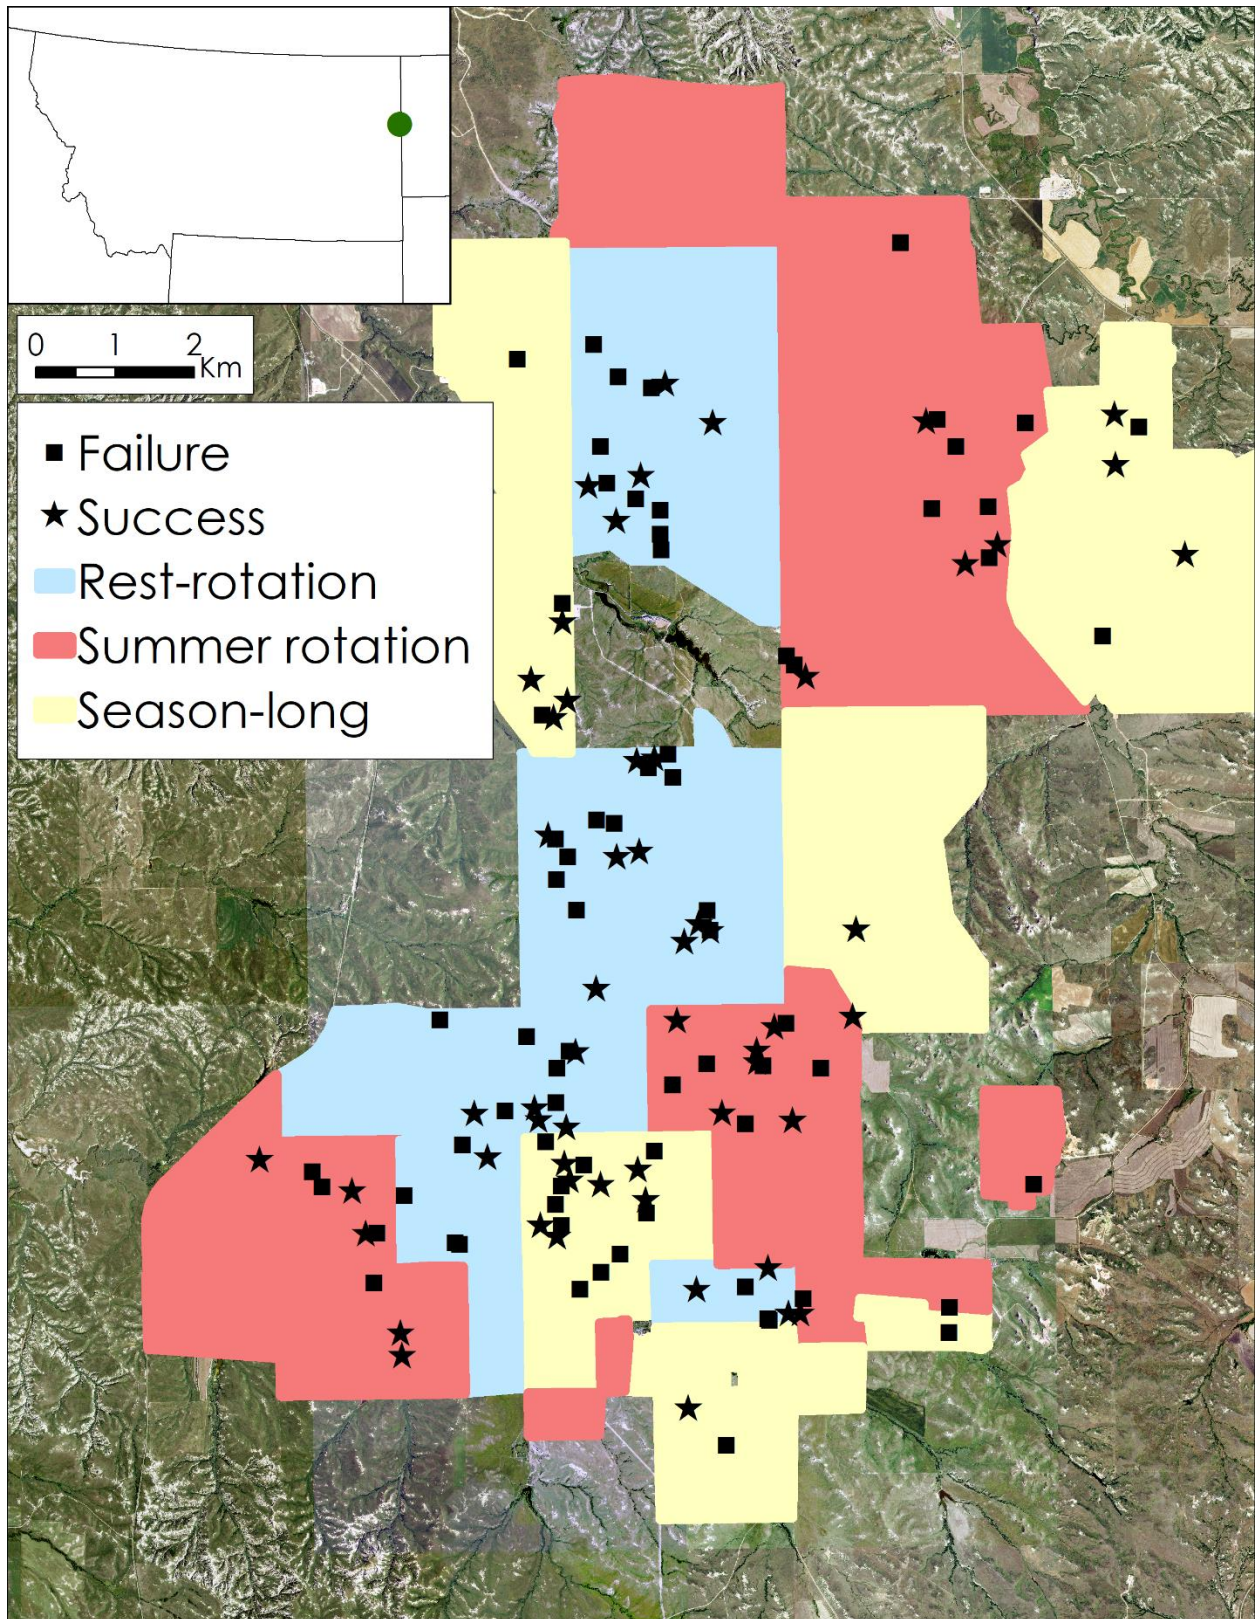 0 1 2
Km
Failure
Success
Rest-rotation
Summer rotation
Season-long